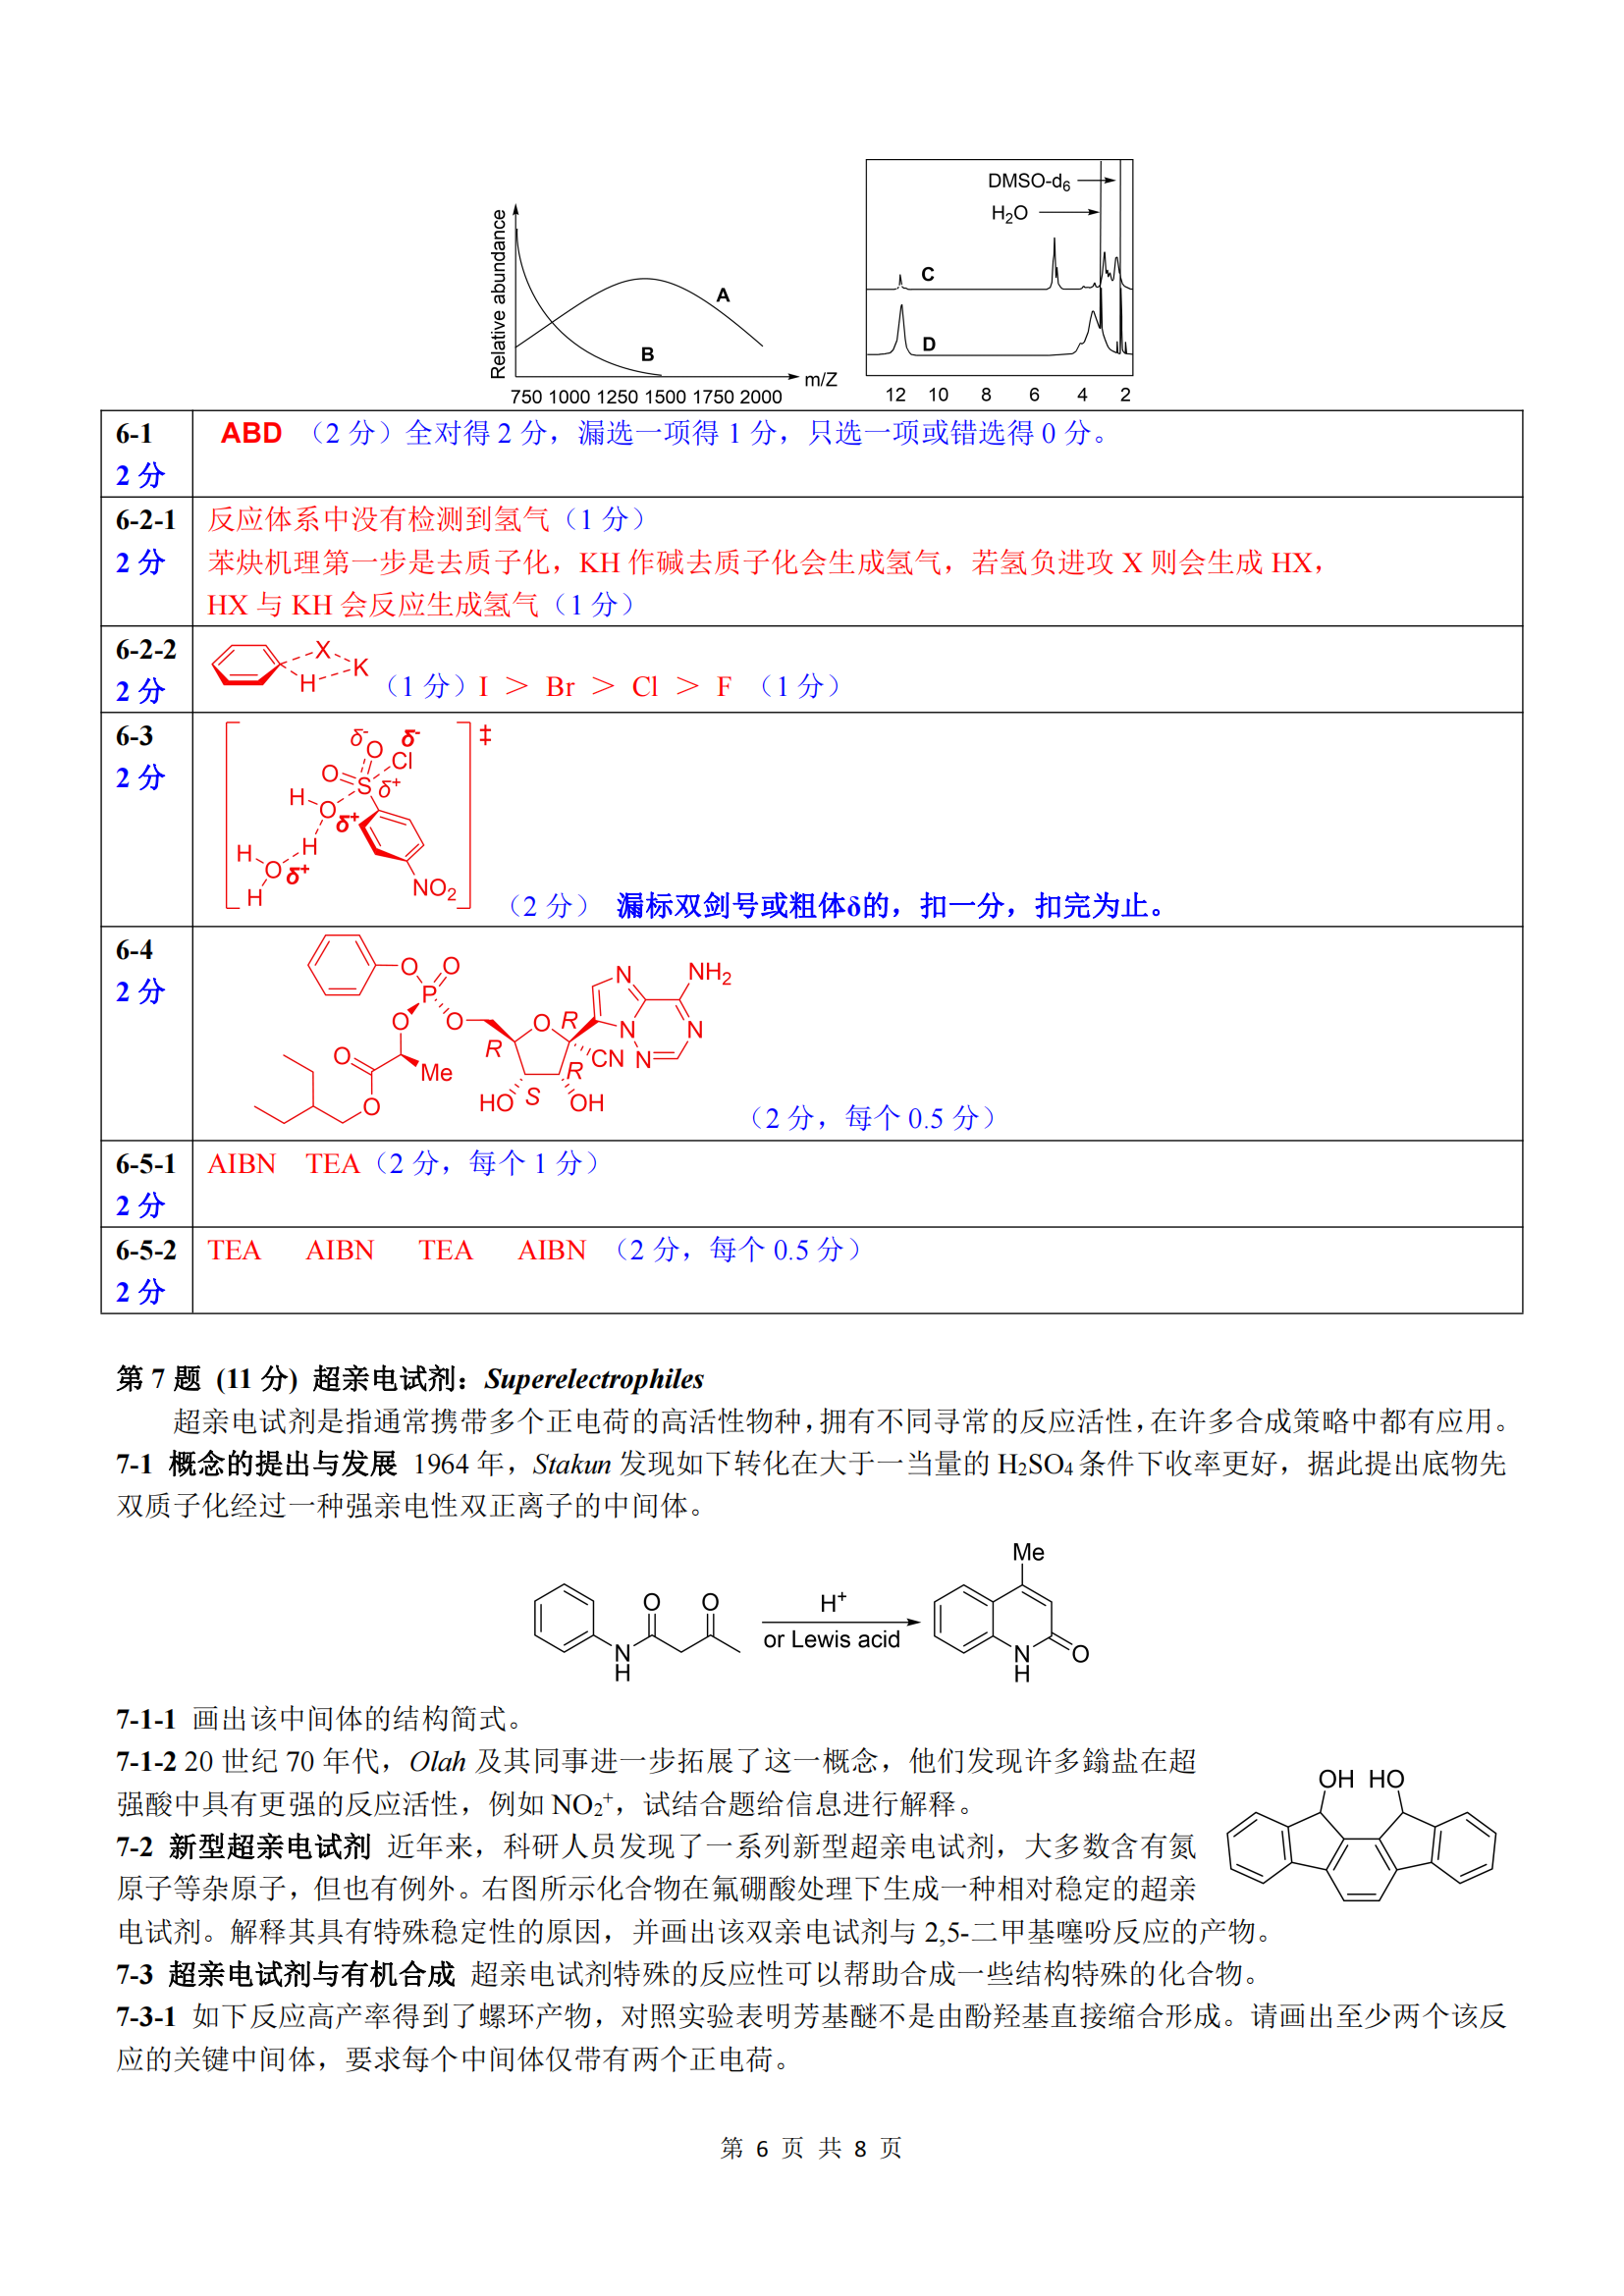 Relative abundance
A
B
m/Z
750 1000 1250 1500 1750 2000
DMSO-d6
H2O
C
D
12 10 8 6 4 2
6-1
2 分
ABD （2 分）全对得 2 分，漏选一项得 1 分，只选一项或错选得 0 分。
6-2-1
2 分
反应体系中没有检测到氢气（1 分）
苯炔机理第一步是去质子化，KH 作碱去质子化会生成氢气，若氢负进攻 X 则会生成 HX，
HX 与 KH 会反应生成氢气（1 分）
6-2-2
2 分
X
K
H
（1 分）I ＞ Br ＞ Cl ＞ F （1 分）
6-3
2 分
δ- δ-
O Cl
O S δ+
H O δ+
H H
O δ+
H
NO2
‡
（2 分） 漏标双剑号或粗体δ的，扣一分，扣完为止。
6-4
2 分
O O
P
O O
O
Me
O
R O R
CN
R
S
HO OH
N NH2
N N
N
（2 分，每个 0.5 分）
6-5-1
2 分
AIBN TEA（2 分，每个 1 分）
6-5-2
2 分
TEA AIBN TEA AIBN （2 分，每个 0.5 分）
第 7 题 (11 分) 超亲电试剂：Superelectrophiles
超亲电试剂是指通常携带多个正电荷的高活性物种，拥有不同寻常的反应活性，在许多合成策略中都有应用。
7-1 概念的提出与发展 1964 年，Stakun 发现如下转化在大于一当量的 H2SO4 条件下收率更好，据此提出底物先
双质子化经过一种强亲电性双正离子的中间体。
O O
N
H
H+
or Lewis acid
Me
N
H
O
7-1-1 画出该中间体的结构简式。
7-1-2 20 世纪 70 年代，Olah 及其同事进一步拓展了这一概念，他们发现许多鎓盐在超
强酸中具有更强的反应活性，例如 NO2+，试结合题给信息进行解释。
OH HO
7-2 新型超亲电试剂 近年来，科研人员发现了一系列新型超亲电试剂，大多数含有氮
原子等杂原子，但也有例外。右图所示化合物在氟硼酸处理下生成一种相对稳定的超亲
电试剂。解释其具有特殊稳定性的原因，并画出该双亲电试剂与 2,5-二甲基噻吩反应的产物。
7-3 超亲电试剂与有机合成 超亲电试剂特殊的反应性可以帮助合成一些结构特殊的化合物。
7-3-1 如下反应高产率得到了螺环产物，对照实验表明芳基醚不是由酚羟基直接缩合形成。请画出至少两个该反
应的关键中间体，要求每个中间体仅带有两个正电荷。
第 6 页 共 8 页